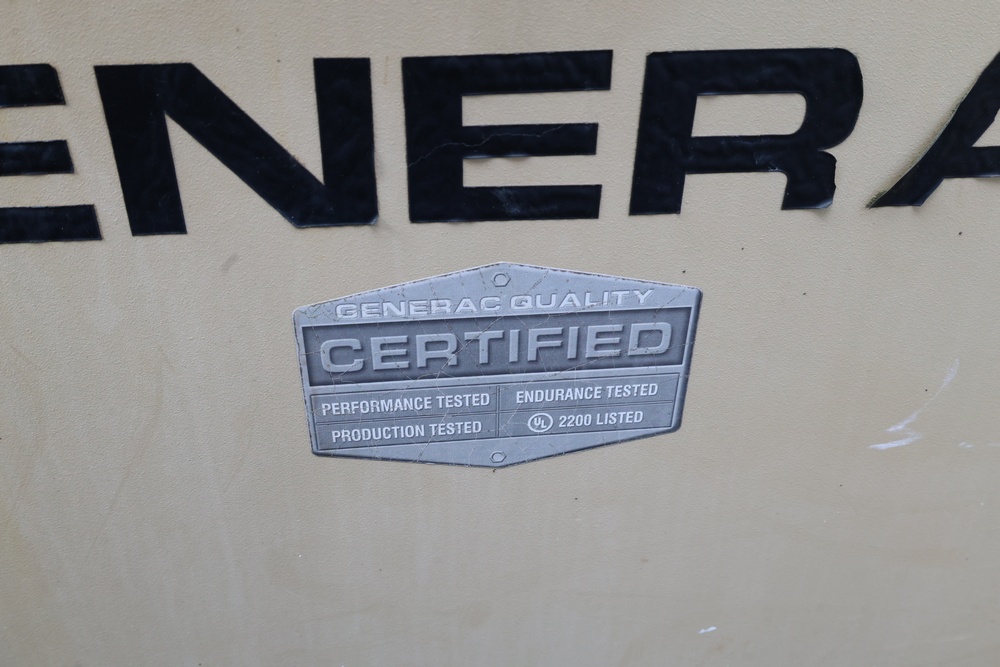 ENERA
GENERAC QUALITY
CERTIFIED
PERFORMANCE TESTED
ENDURANCE TESTED
PRODUCTION TESTED
UL 2200 LISTED